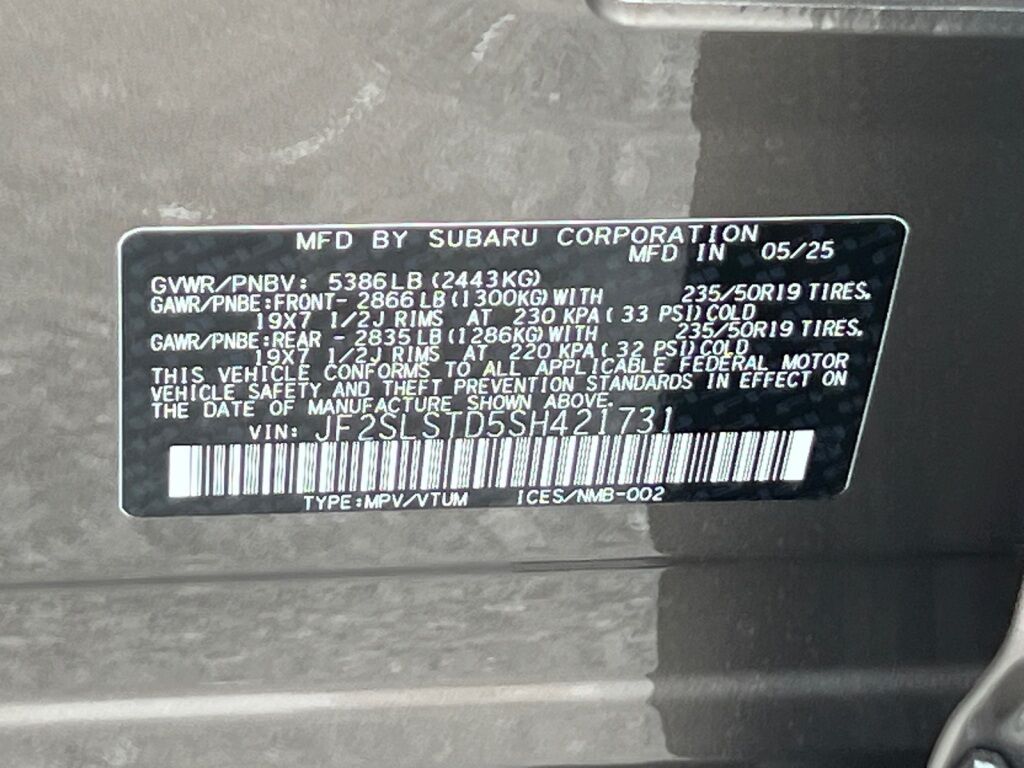 MFD BY SUBARU CORPORATION
MFD IN 05/25
GVWR/PNBV: 5386LB (2443KG)
GAWR/PNBE:FRONT- 2866LB(1300KG)WITH 235/50R19 TIRES.
19X7 1/2J RIMS AT 230 KPA( 33 PSI)COLD
GAWR/PNBE:REAR - 2835LB(1286KG)WITH 235/50R19 TIRES.
19X7 1/2J RIMS AT 220 KPA( 32 PSI)COLD
THIS VEHICLE CONFORMS TO ALL APPLICABLE FEDERAL MOTOR
VEHICLE SAFETY AND THEFT PREVENTION STANDARDS IN EFFECT ON
THE DATE OF MANUFACTURE SHOWN ABOVE.
VIN: JF2SLSTD5SH421731
TYPE:MPV/VTUM ICES/NMB-002